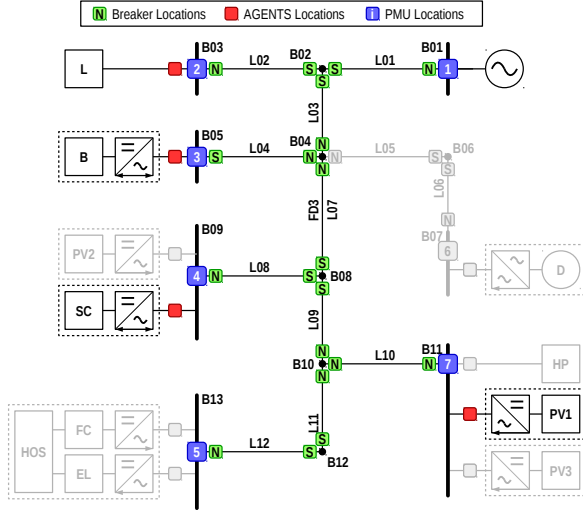 N Breaker Locations AGENTS Locations i PMU Locations
B03 B02 B01
L 2 N L02 S S L01 N 1
S
L03
B05 B04 N
B 3 S L04 N N L05 S B06
N S
L06
B09 FD3 L07 N
B07
PV2 6
4 N L08 S S B08 D
S
SC
L09
N B11
B10 N L10 N 7 HP
N
B13 PV1
L11
FC S
HOS 5 N L12 S B12
EL PV3